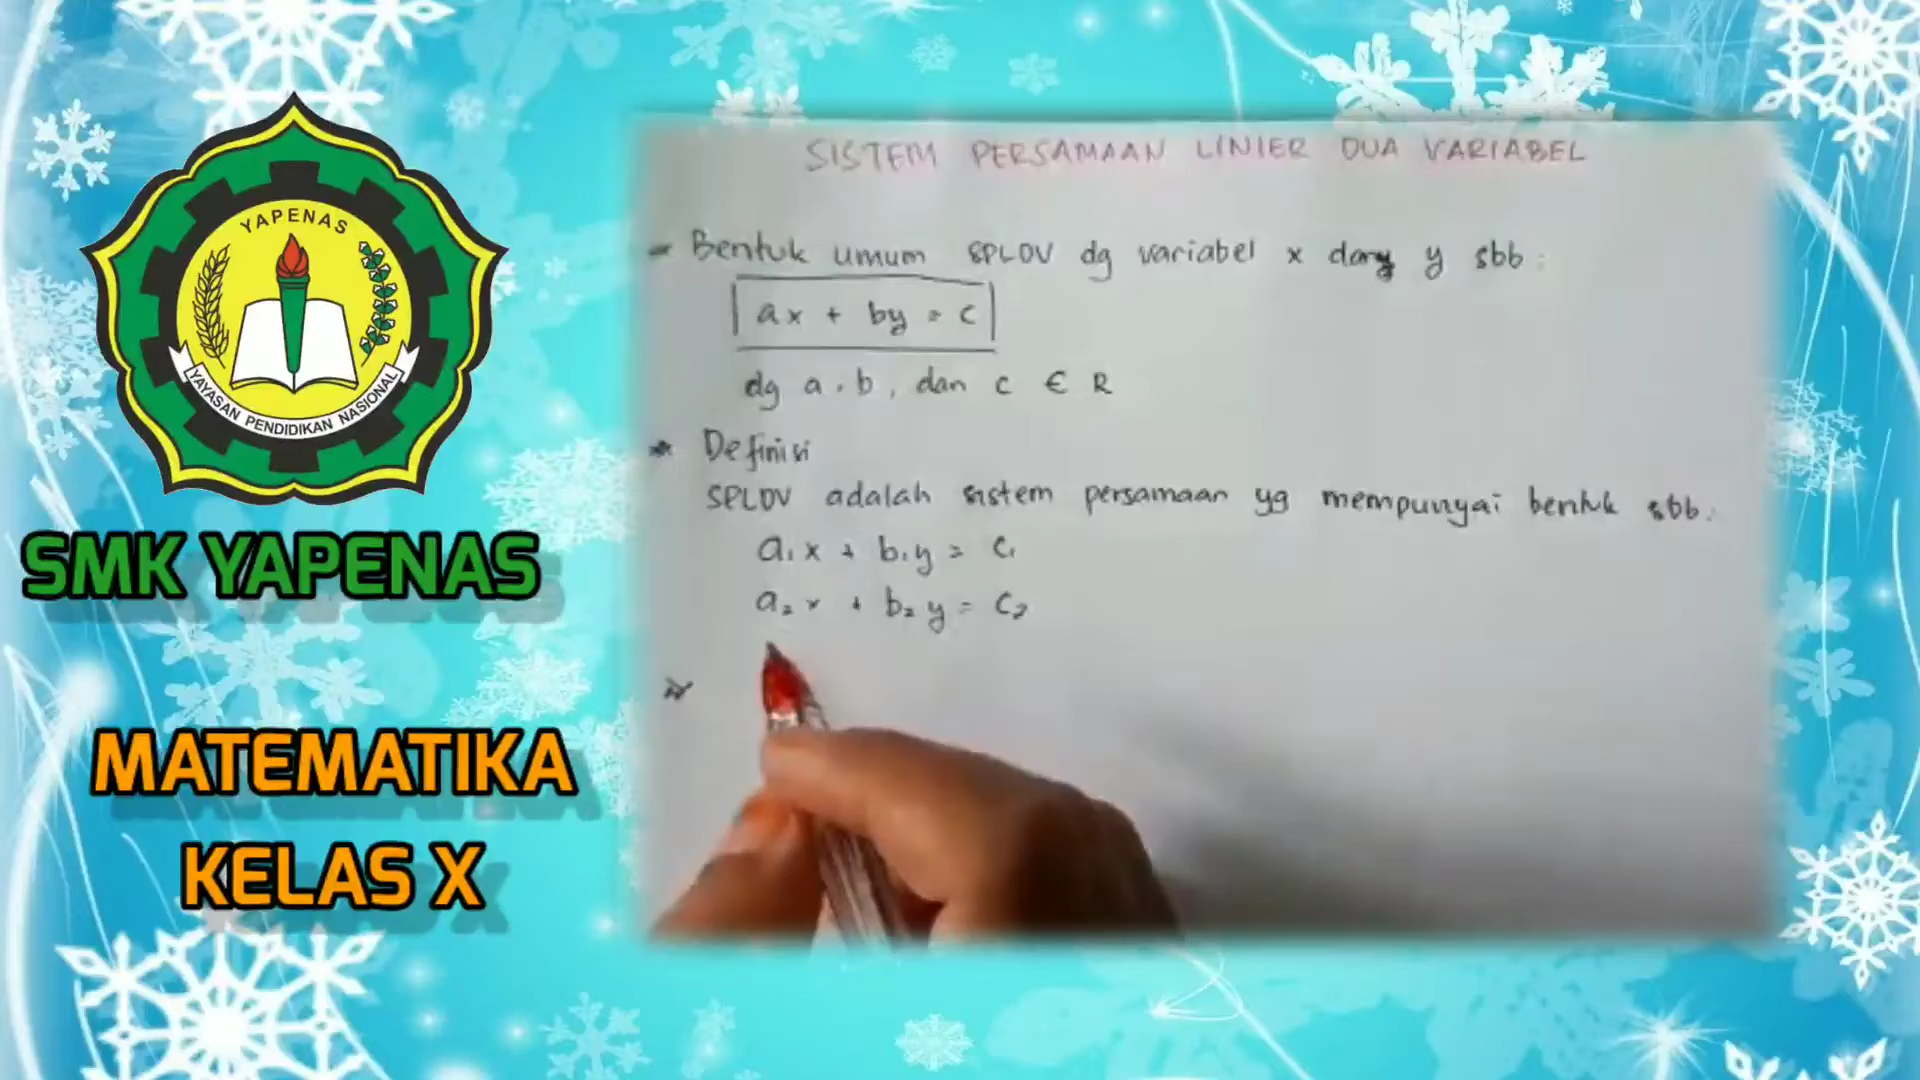 YAPENAS
YAYASAN PENDIDIKAN NASIONAL
SMK YAPENAS
MATEMATIKA
KELAS X
SISTEM PERSAMAAN LINIER DUA VARIABEL
- Bentuk umum SPLDV dg variabel x dan y sbb :
ax + by = c
dg a, b, dan c € R
* Definisi
SPLDV adalah sistem persamaan yg mempunyai bentuk sbb:
a₁x + b₁y = c₁
a₂x + b₂y = c₂